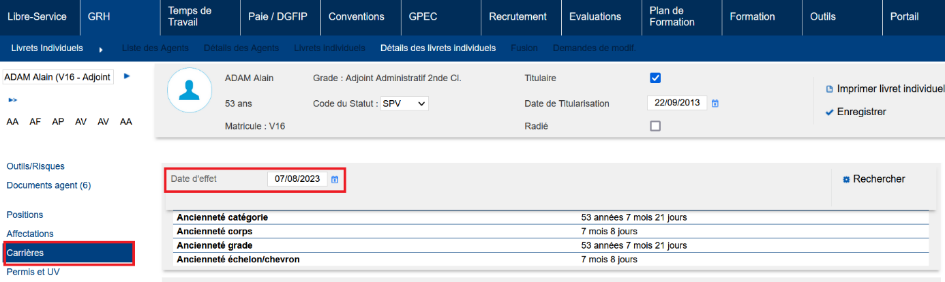 Libre-Service GRH Temps de Travail Paie / DGFIP Conventions GPEC Recrutement Evaluations Plan de Formation Formation Outils Portail
Livrets Individuels Liste des Agents Détails des Agents Livrets individuels Détails des livrets individuels Fusion Demandes de modif.
ADAM Alain (V16 - Adjoint
AA AF AP AV AV AA
ADAM Alain Grade : Adjoint Administratif 2nde Cl. Titulaire
53 ans Code du Statut : SPV Date de Titularisation 22/09/2013
Matricule : V16 Radié
Imprimer livret individuel
Enregistrer
Outils/Risques
Documents agent (6)
Positions
Affectations
Carrières
Permis et UV
Date d'effet 07/08/2023 Rechercher
Ancienneté catégorie 53 années 7 mois 21 jours
Ancienneté corps 7 mois 8 jours
Ancienneté grade 53 années 7 mois 21 jours
Ancienneté échelon/chevron 7 mois 8 jours